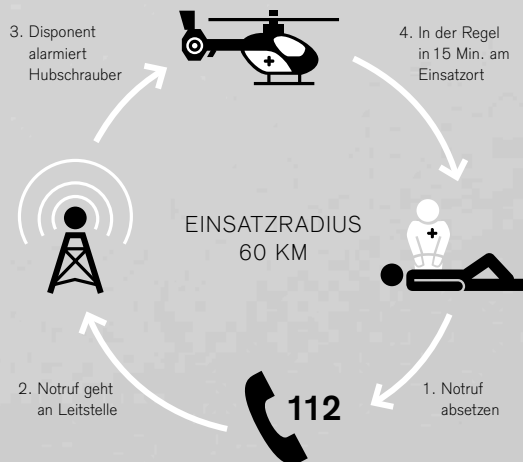 3. Disponent
alarmiert
Hubschrauber
4. In der Regel
in 15 Min. am
Einsatzort
EINSATZRADIUS
60 KM
2. Notruf geht
an Leitstelle
112
1. Notruf
absetzen